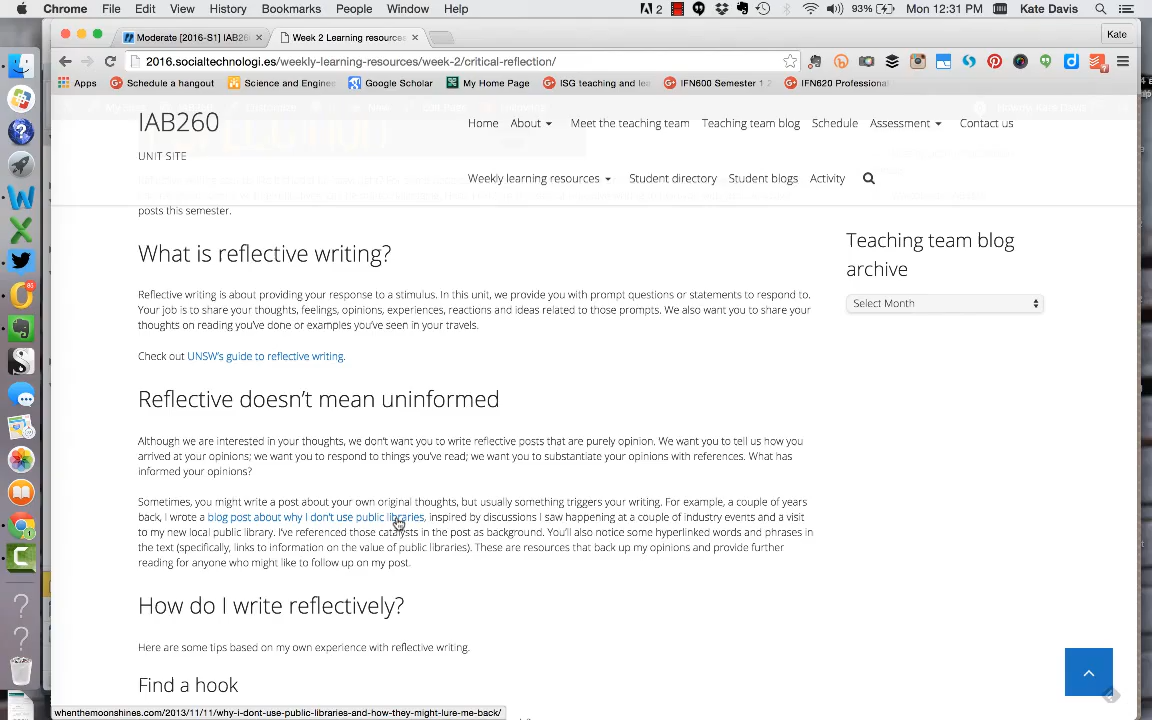 Chrome File Edit View History Bookmarks People Window Help
2 93% Mon 12:31 PM Kate Davis
Moderate [2016-S1] IAB26 × Week 2 Learning resources ×
Kate
2016.socialtechnologi.es/weekly-learning-resources/week-2/critical-reflection/
Apps Schedule a hangout Science and Engine Google Scholar My Home Page ISG teaching and le IFN600 Semester 1 2 IFN620 Professional
IAB260
UNIT SITE
Home About Meet the teaching team Teaching team blog Schedule Assessment Contact us
Weekly learning resources Student directory Student blogs Activity
posts this semester.
What is reflective writing?
Reflective writing is about providing your response to a stimulus. In this unit, we provide you with prompt questions or statements to respond to.
Your job is to share your thoughts, feelings, opinions, experiences, reactions and ideas related to those prompts. We also want you to share your
thoughts on reading you've done or examples you've seen in your travels.
Check out UNSW's guide to reflective writing.
Reflective doesn't mean uninformed
Although we are interested in your thoughts, we don't want you to write reflective posts that are purely opinion. We want you to tell us how you
arrived at your opinions; we want you to respond to things you've read; we want you to substantiate your opinions with references. What has
informed your opinions?
Sometimes, you might write a post about your own original thoughts, but usually something triggers your writing. For example, a couple of years
back, I wrote a blog post about why I don't use public libraries, inspired by discussions I saw happening at a couple of industry events and a visit
to my new local public library. I've referenced those catalysts in the post as background. You'll also notice some hyperlinked words and phrases in
the text (specifically, links to information on the value of public libraries). These are resources that back up my opinions and provide further
reading for anyone who might like to follow up on my post.
How do I write reflectively?
Here are some tips based on my own experience with reflective writing.
Find a hook
Teaching team blog
archive
Select Month
whenthemoonshines.com/2013/11/11/why-i-dont-use-public-libraries-and-how-they-might-lure-me-back/